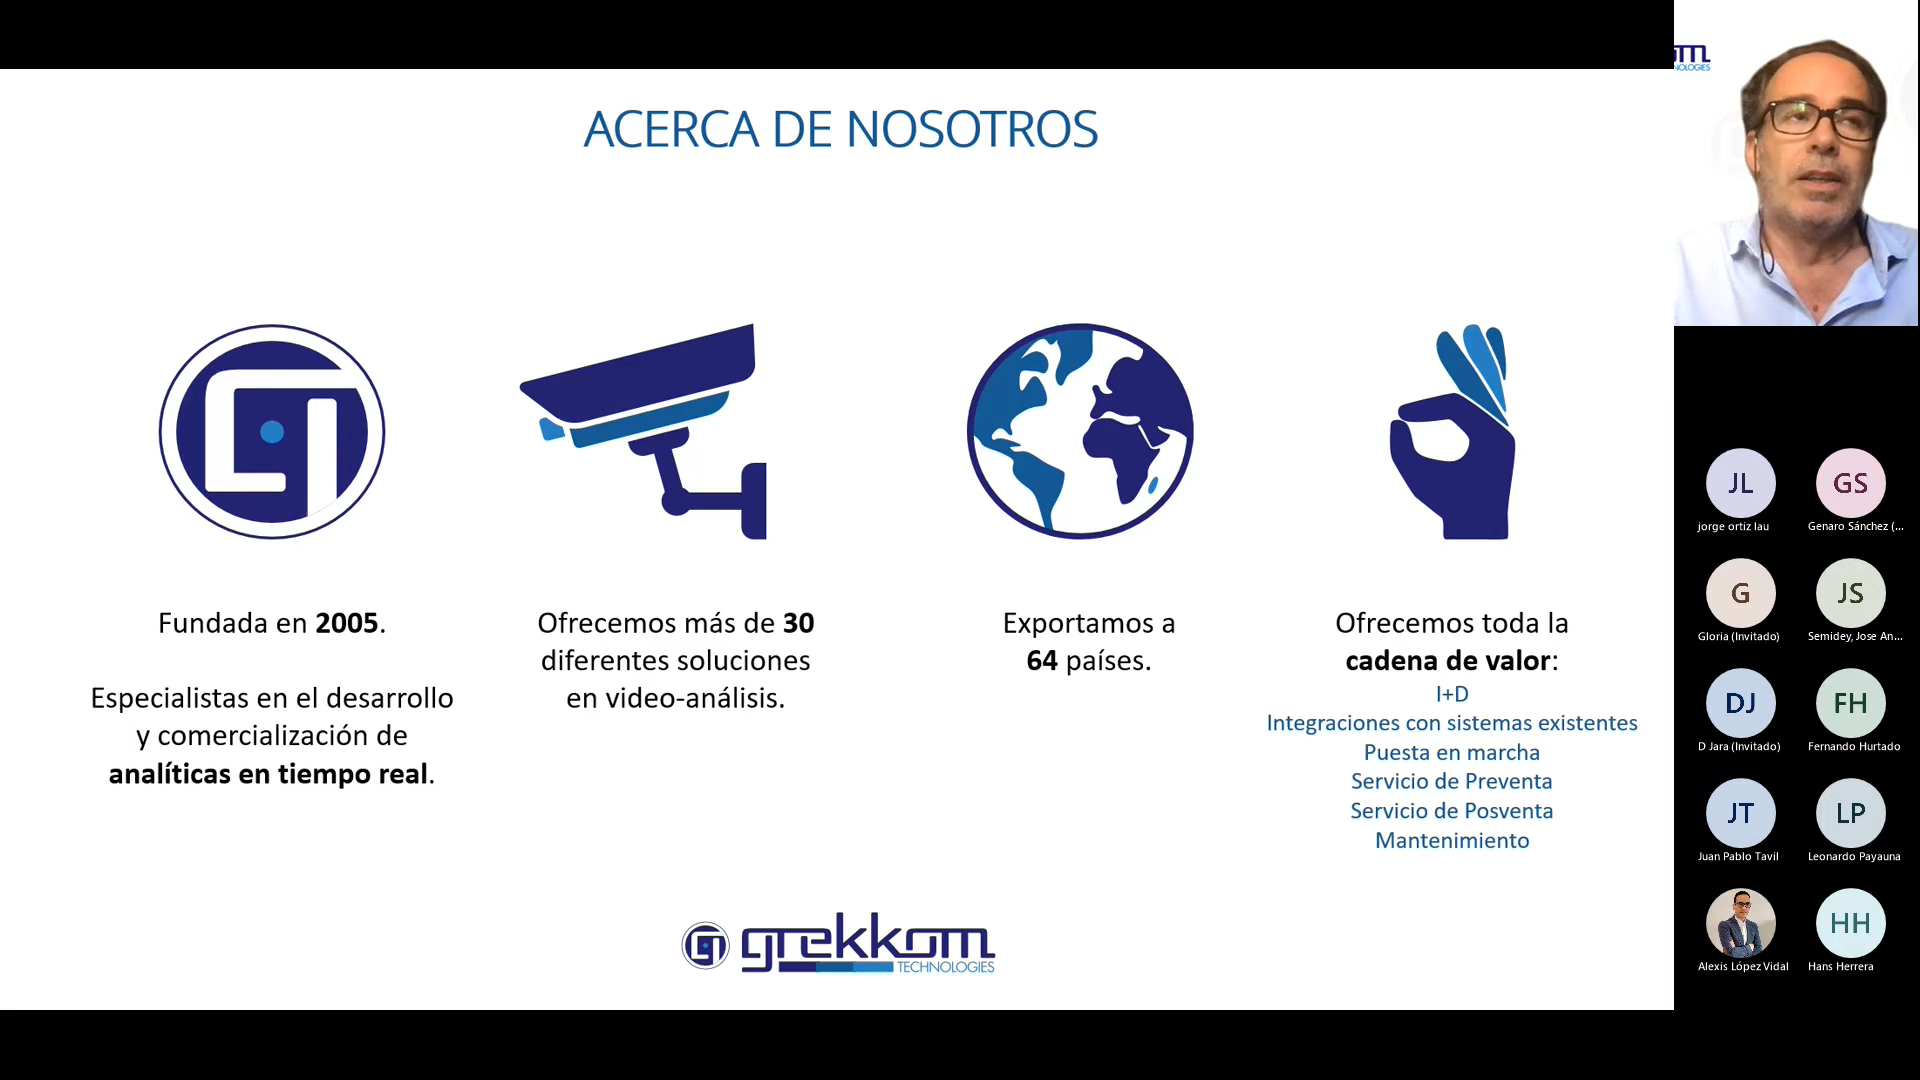 ACERCA DE NOSOTROS
Fundada en 2005.
Especialistas en el desarrollo
y comercialización de
analíticas en tiempo real.
Ofrecemos más de 30
diferentes soluciones
en video-análisis.
Exportamos a
64 países.
Ofrecemos toda la
cadena de valor:
I+D
Integraciones con sistemas existentes
Puesta en marcha
Servicio de Preventa
Servicio de Posventa
Mantenimiento
grekkom
TECHNOLOGIES
JL
jorge ortiz lau
GS
Genaro Sánchez (...
G
Gloria (Invitado)
JS
Semidey, Jose An...
DJ
D Jara (Invitado)
FH
Fernando Hurtado
JT
Juan Pablo Tavil
LP
Leonardo Payauna
Alexis López Vidal
HH
Hans Herrera